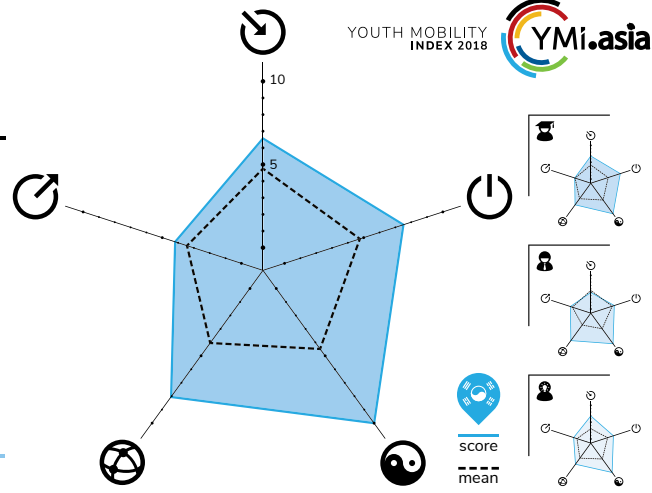 YOUTH MOBILITY
INDEX 2018
YMi.asia
10
5
score
mean